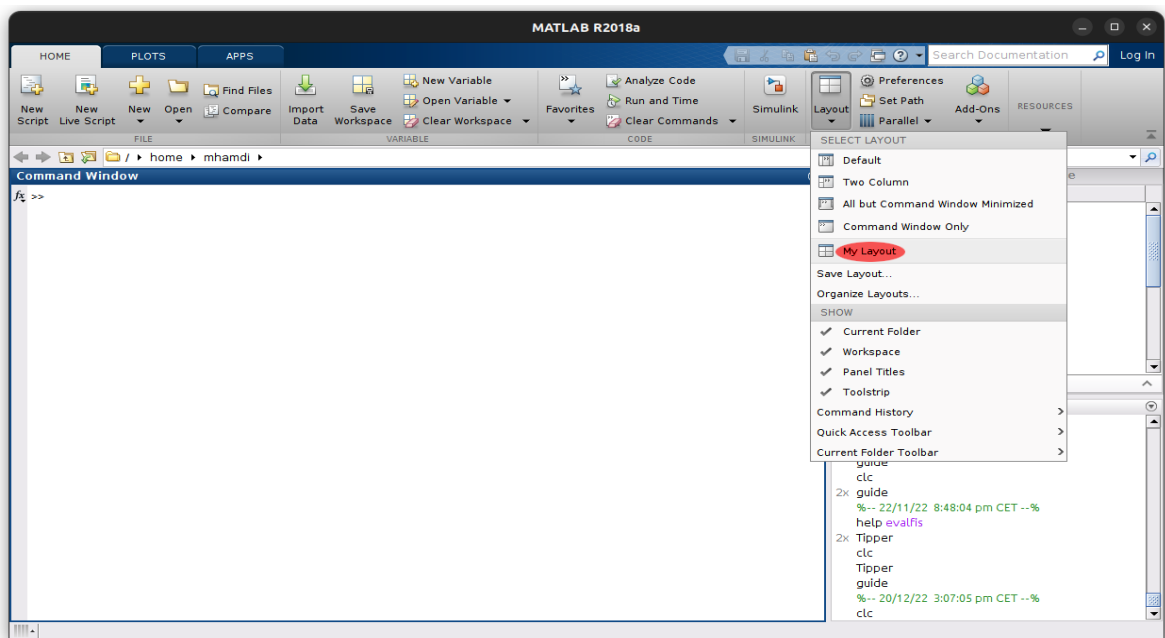 MATLAB R2018a
HOME PLOTS APPS Search Documentation Log In
New Script
New Live Script
New
Open
Find Files
Compare
FILE
Import Data
Save Workspace
New Variable
Open Variable
Clear Workspace
VARIABLE
Favorites
Analyze Code
Run and Time
Clear Commands
CODE
Simulink
SIMULINK
Layout
Preferences
Set Path
Parallel
Add-Ons
RESOURCES
/ home mhamdi
Command Window
fx >>
SELECT LAYOUT
Default
Two Column
All but Command Window Minimized
Command Window Only
My Layout
Save Layout...
Organize Layouts...
SHOW
Current Folder
Workspace
Panel Titles
Toolstrip
Command History
Quick Access Toolbar
Current Folder Toolbar
guide
clc
2x guide
%-- 22/11/22 8:48:04 pm CET --%
help evalfis
2x Tipper
clc
Tipper
guide
%-- 20/12/22 3:07:05 pm CET --%
clc